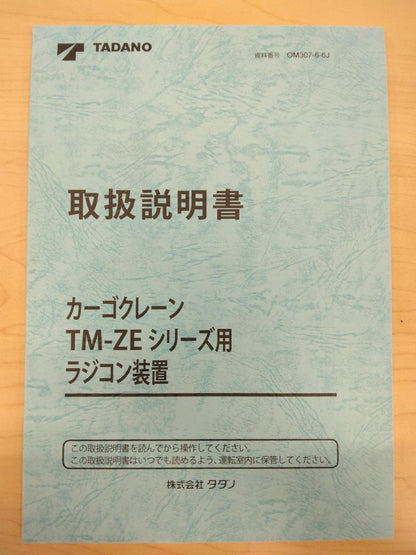 TADANO
資料番号 OM307-6-6J
取扱説明書
カーゴクレーン
TM-ZE シリーズ用
ラジコン装置
この取扱説明書を読んでから操作してください。
この取扱説明書はいつでも読めるよう、運転室内に保管してください。
株式会社 タダノ